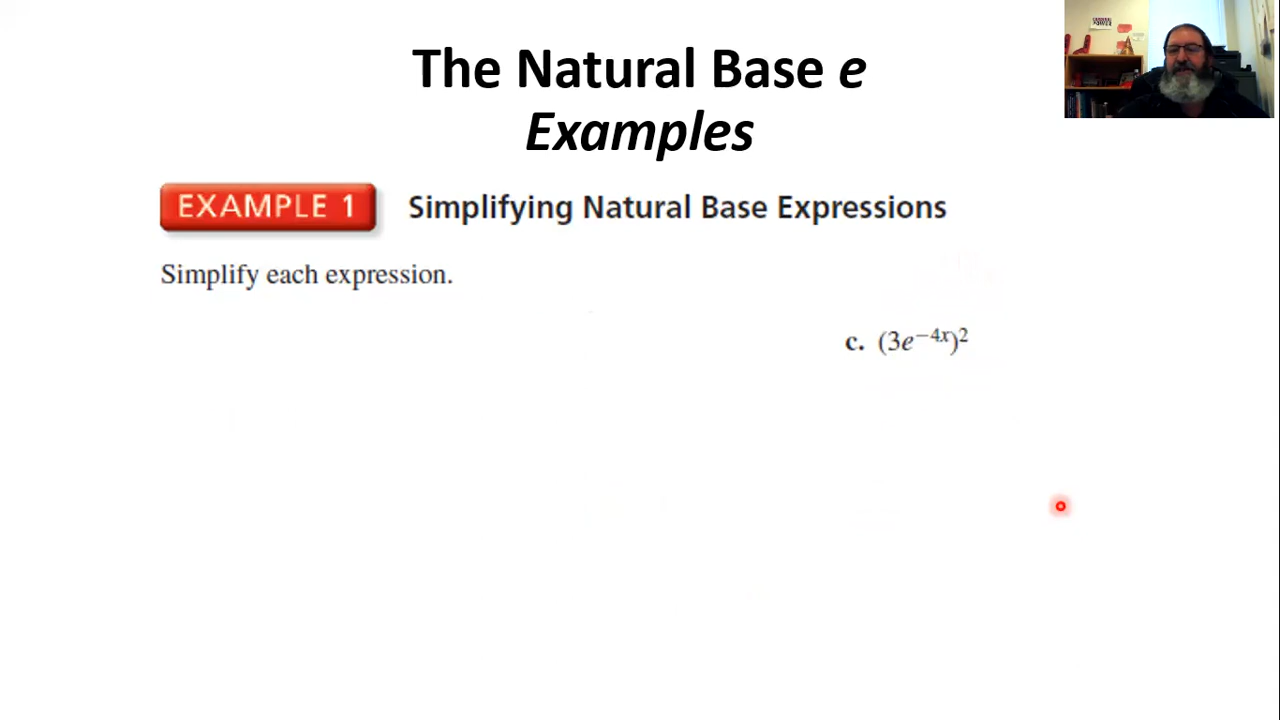 The Natural Base e
Examples
EXAMPLE 1 Simplifying Natural Base Expressions
Simplify each expression.
c. (3e⁻⁴ˣ)²